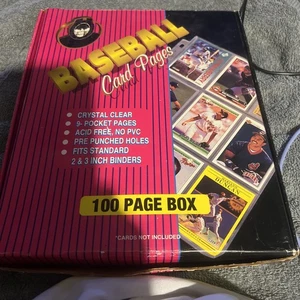 BASEBALL
Card Pages
• CRYSTAL CLEAR
• 9- POCKET PAGES
• ACID FREE, NO PVC
• PRE PUNCHED HOLES
• FITS STANDARD
2 & 3 INCH BINDERS
100 PAGE BOX
*CARDS NOT INCLUDED
DUNCAN